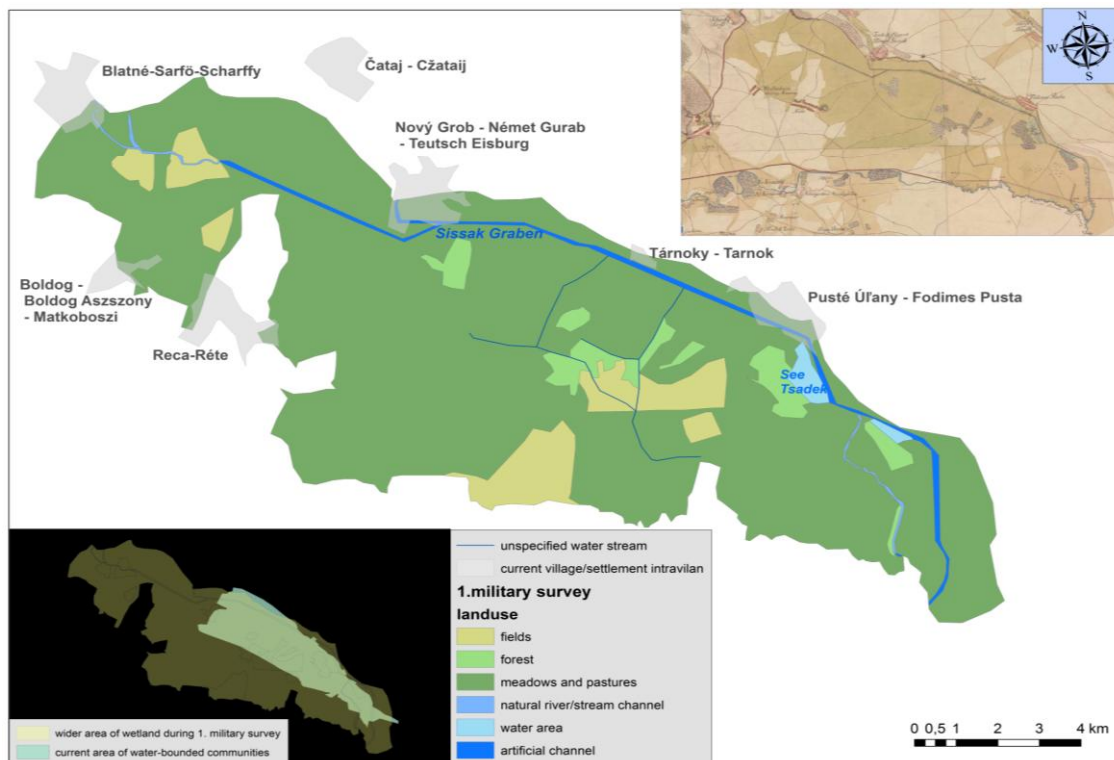 Blatné-Sarfö-Scharffy
Čataj - Cžataij
Nový Grob - Német Gurab
- Teutsch Eisburg
Sissak Graben
Tárnoky - Tarnok
Boldog -
Boldog Aszszony
- Matkoboszi
Reca-Réte
Pusté Úľany - Fodimes Pusta
See
Tsadek
N
W
E
S
unspecified water stream
current village/settlement intravilan
1.military survey
landuse
fields
forest
meadows and pastures
natural river/stream channel
water area
artificial channel
wider area of wetland during 1. military survey
current area of water-bounded communities
0 0,5 1 2 3 4 km